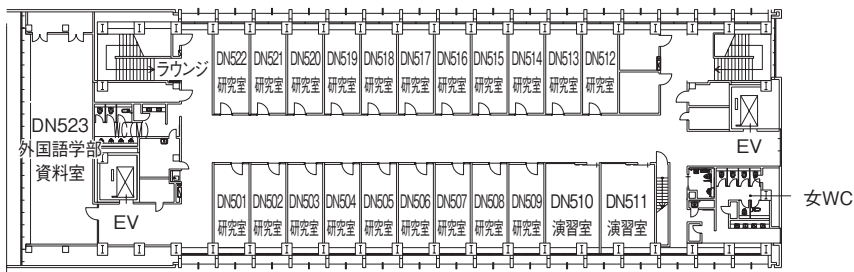 DN522
研究室
DN521
研究室
DN520
研究室
DN519
研究室
DN518
研究室
DN517
研究室
DN516
研究室
DN515
研究室
DN514
研究室
DN513
研究室
DN512
研究室
ラウンジ
DN523
外国語学部
資料室
WC
EV
EV
DN501
研究室
DN502
研究室
DN503
研究室
DN504
研究室
DN505
研究室
DN506
研究室
DN507
研究室
DN508
研究室
DN509
研究室
DN510
演習室
DN511
演習室
女WC